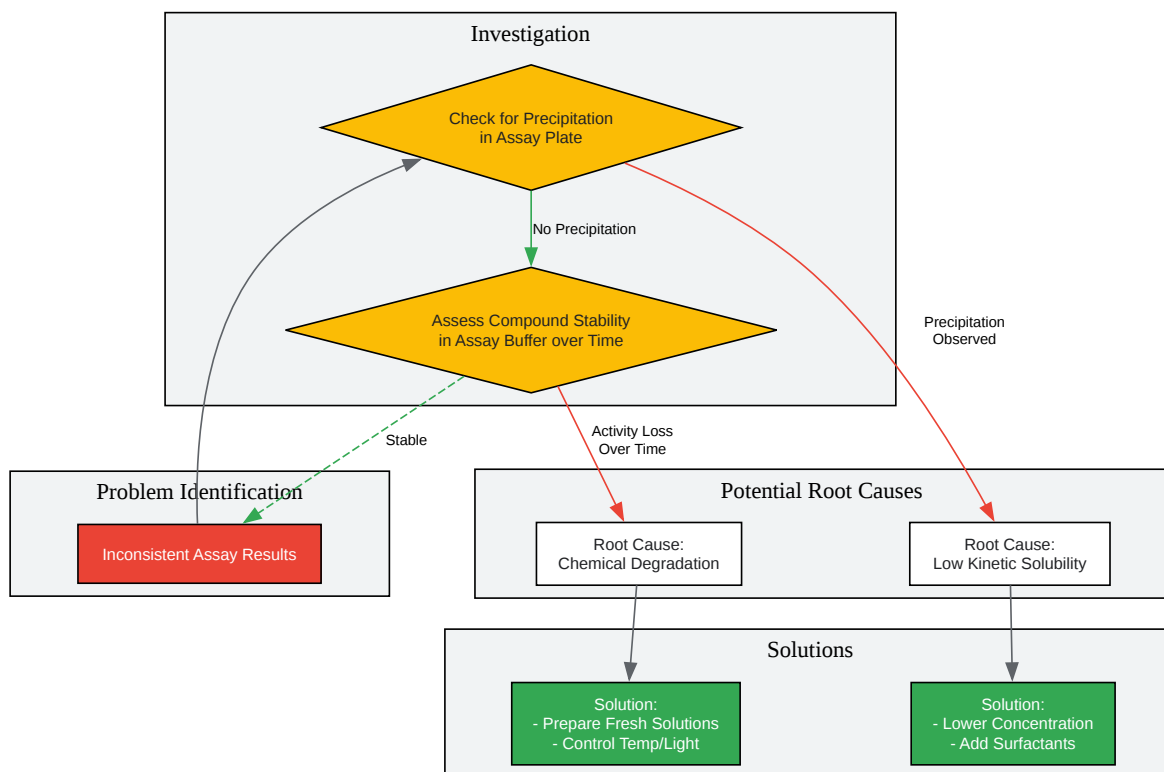 Investigation
Check for Precipitation
in Assay Plate
No Precipitation
Assess Compound Stability
in Assay Buffer over Time
Precipitation
Observed
Stable
Activity Loss
Over Time
Problem Identification
Inconsistent Assay Results
Potential Root Causes
Root Cause:
Chemical Degradation
Root Cause:
Low Kinetic Solubility
Solutions
Solution:
- Prepare Fresh Solutions
- Control Temp/Light
Solution:
- Lower Concentration
- Add Surfactants